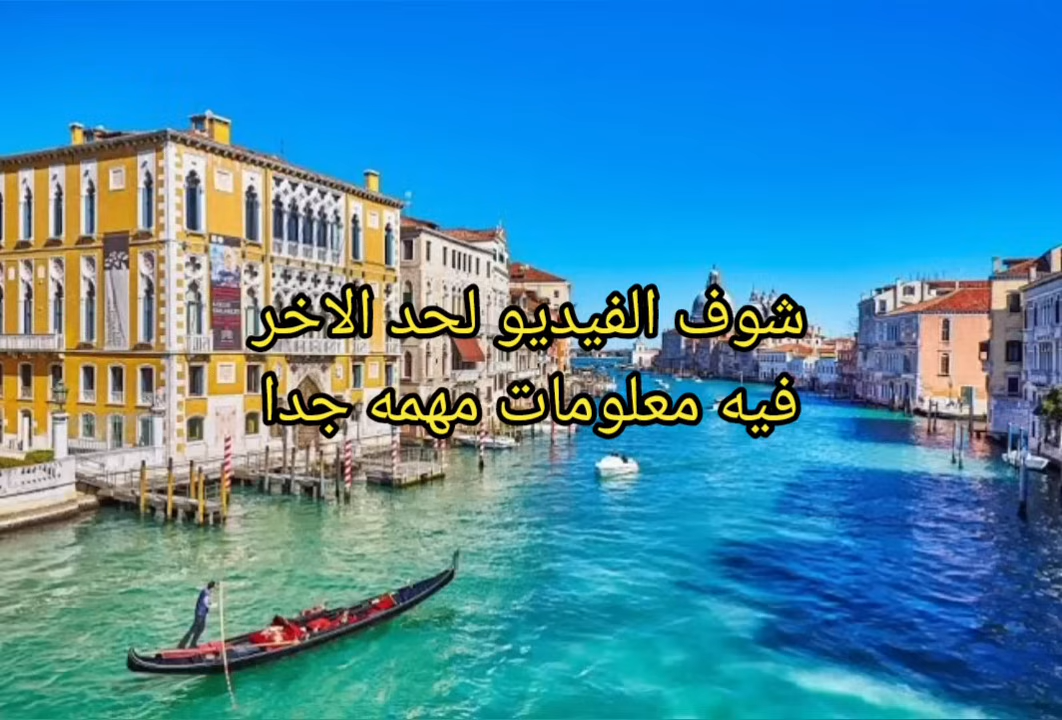 شوف الفيديو لحد الاخر
فيه معلومات مهمه جدا